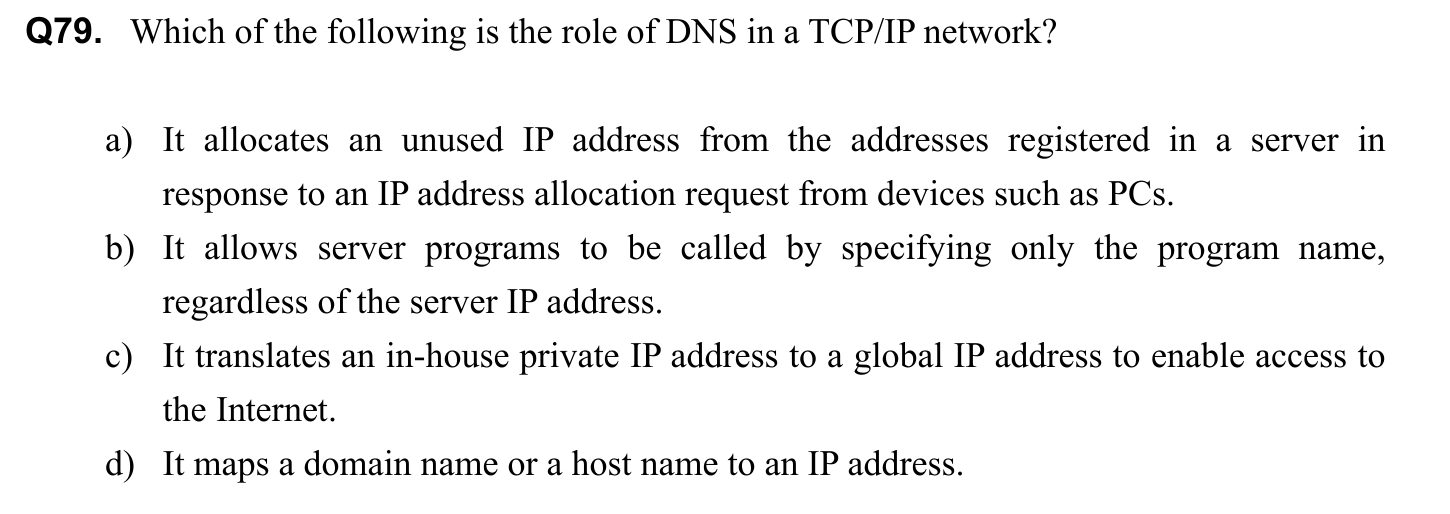 Q79. Which of the following is the role of DNS in a TCP/IP network?
a) It allocates an unused IP address from the addresses registered in a server in
response to an IP address allocation request from devices such as PCs.
b) It allows server programs to be called by specifying only the program name,
regardless of the server IP address.
c) It translates an in-house private IP address to a global IP address to enable access to
the Internet.
d) It maps a domain name or a host name to an IP address.